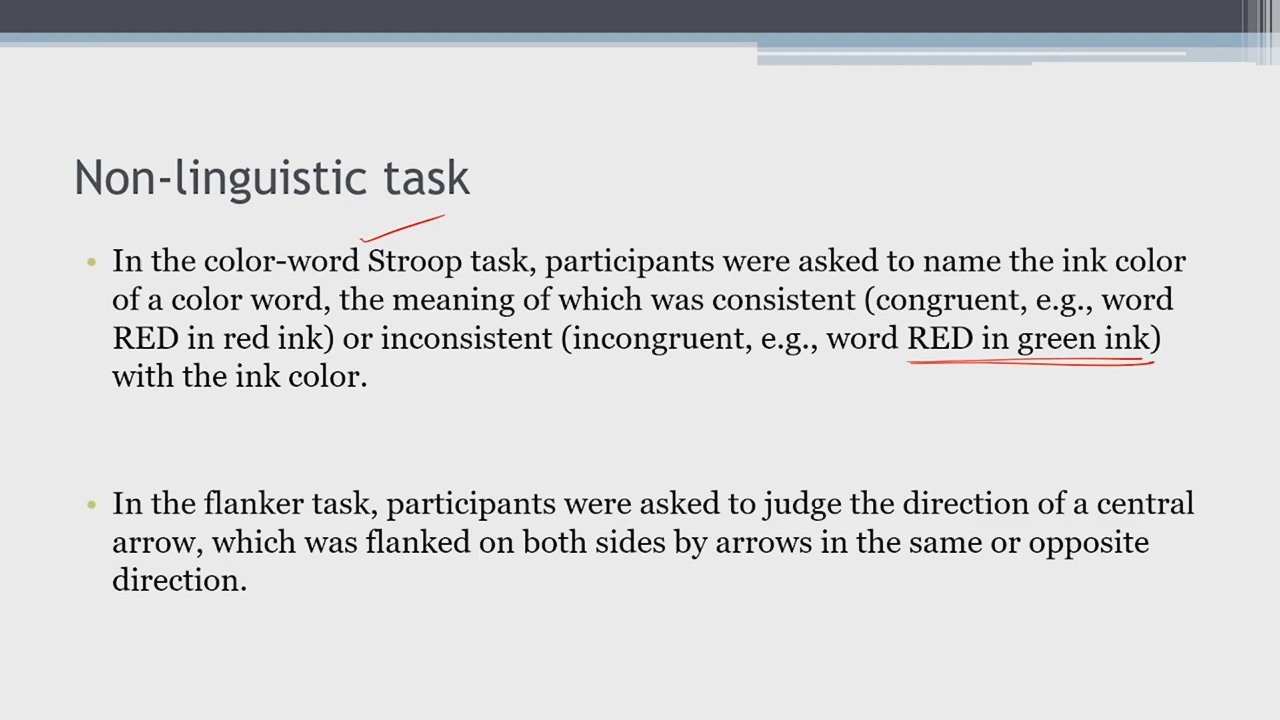 Non-linguistic task
• In the color-word Stroop task, participants were asked to name the ink color
of a color word, the meaning of which was consistent (congruent, e.g., word
RED in red ink) or inconsistent (incongruent, e.g., word RED in green ink)
with the ink color.
• In the flanker task, participants were asked to judge the direction of a central
arrow, which was flanked on both sides by arrows in the same or opposite
direction.